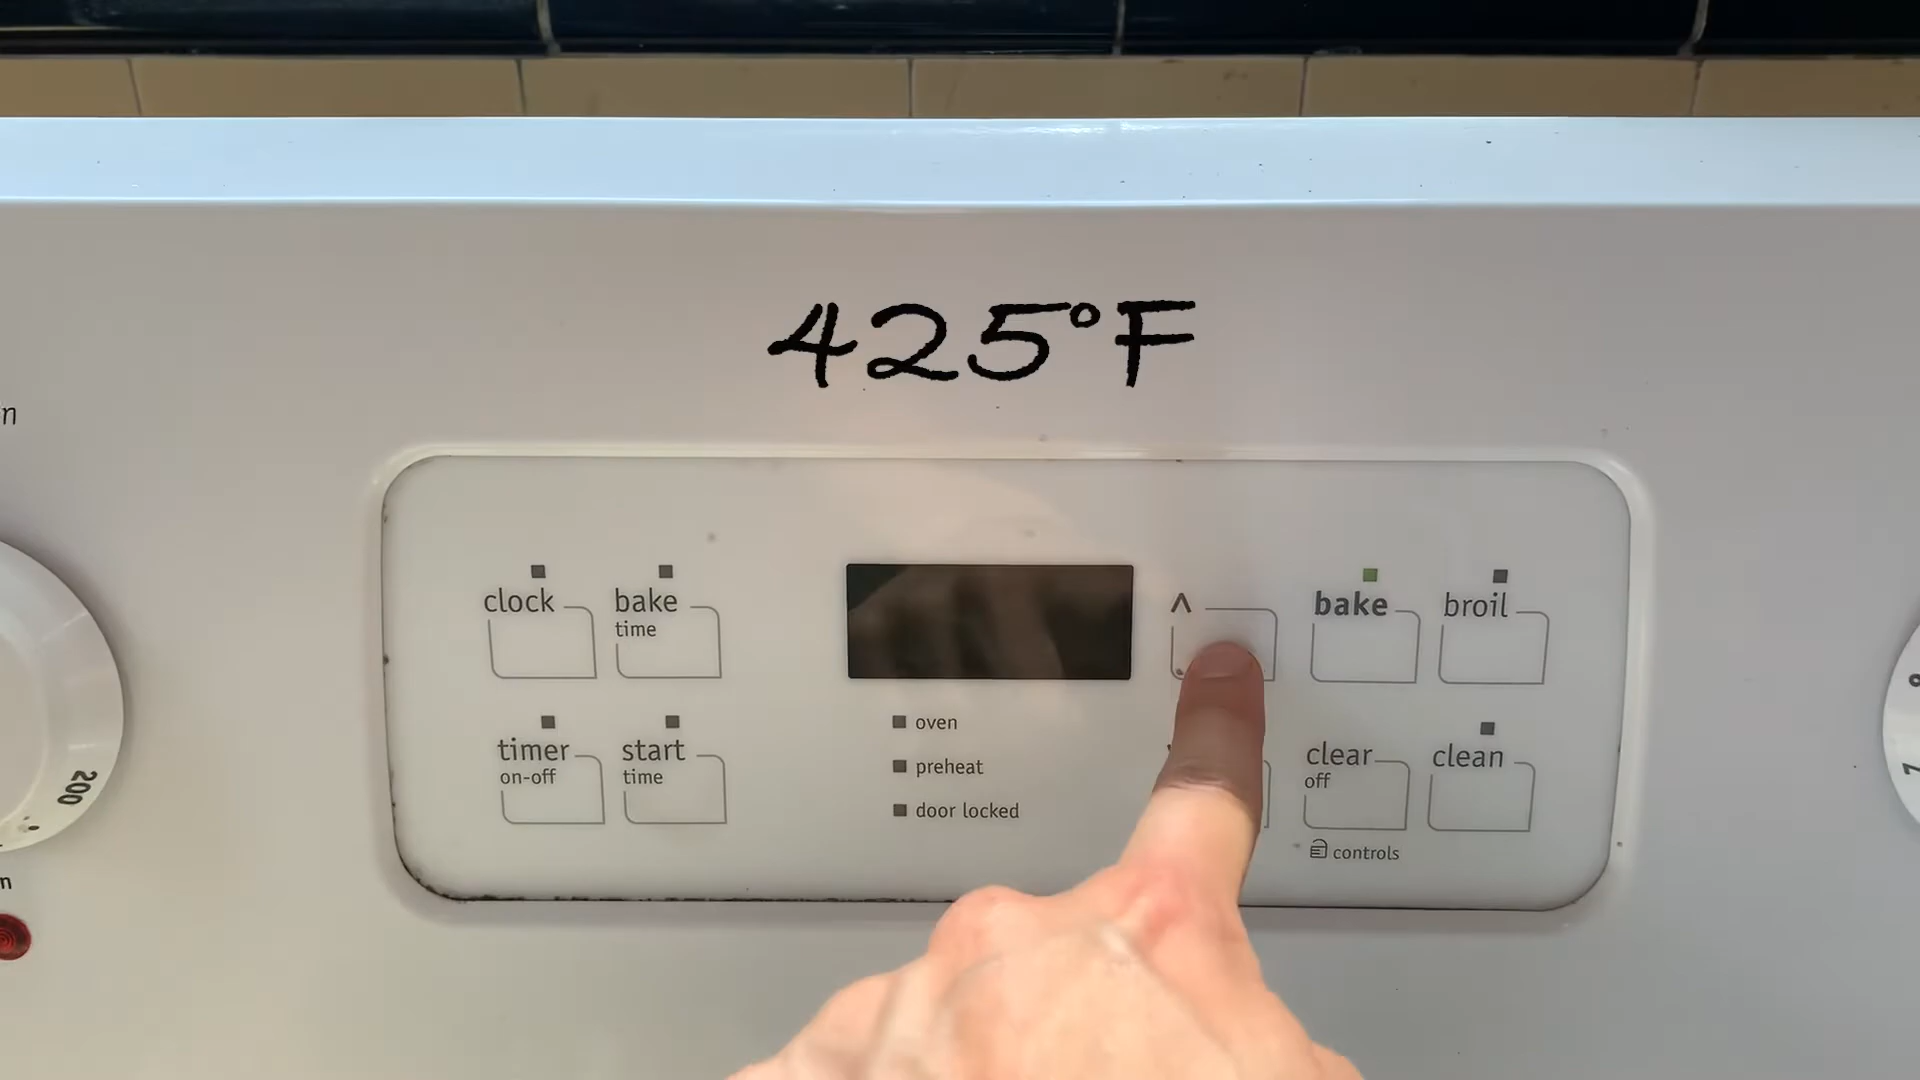 425°F
n
clock
bake
time
^
bake
broil
oven
timer
on-off
start
time
preheat
clear
off
clean
door locked
controls
200